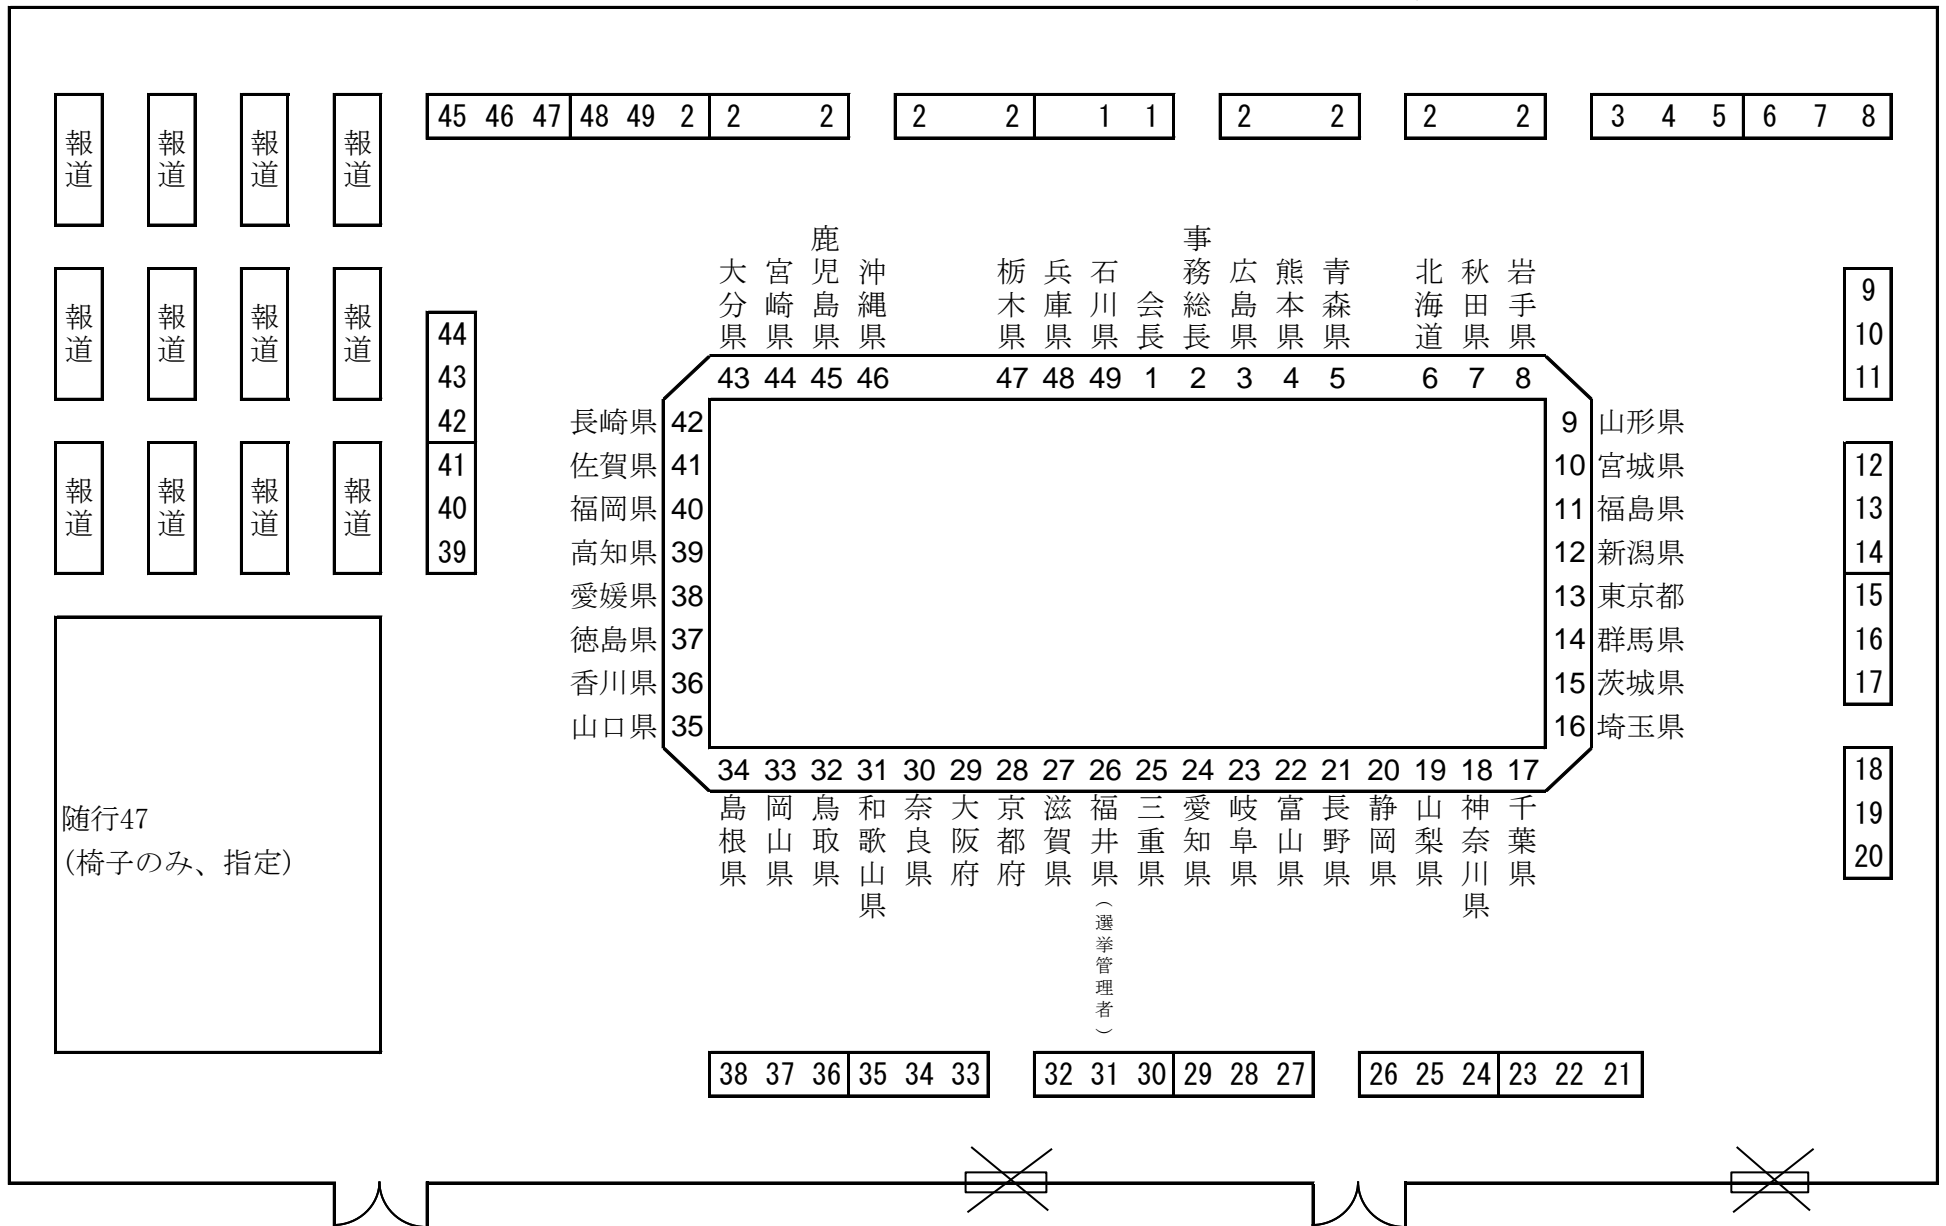 45 46 47 48 49 2 2 2 2 2 1 1 2 2 2 2 3 4 5 6 7 8
報道 報道 報道 報道
報道 報道 報道 報道
報道 報道 報道 報道
44
43
42
41
40
39
大分県
宮崎県
鹿児島県
沖縄県
栃木県
兵庫県
石川県
会長
事務総長
広島県
熊本県
青森県
北海道
秋田県
岩手県
43 44 45 46 47 48 49 1 2 3 4 5 6 7 8
長崎県 42
佐賀県 41
福岡県 40
高知県 39
愛媛県 38
徳島県 37
香川県 36
山口県 35
9 山形県
10 宮城県
11 福島県
12 新潟県
13 東京都
14 群馬県
15 茨城県
16 埼玉県
34 33 32 31 30 29 28 27 26 25 24 23 22 21 20 19 18 17
島根県
岡山県
鳥取県
和歌山県
奈良県
大阪府
京都府
滋賀県
福井県(選挙管理者)
三重県
愛知県
岐阜県
富山県
長野県
静岡県
山梨県
神奈川県
千葉県
9
10
11
12
13
14
15
16
17
18
19
20
随行47
(椅子のみ、指定)
38 37 36 35 34 33 32 31 30 29 28 27 26 25 24 23 22 21